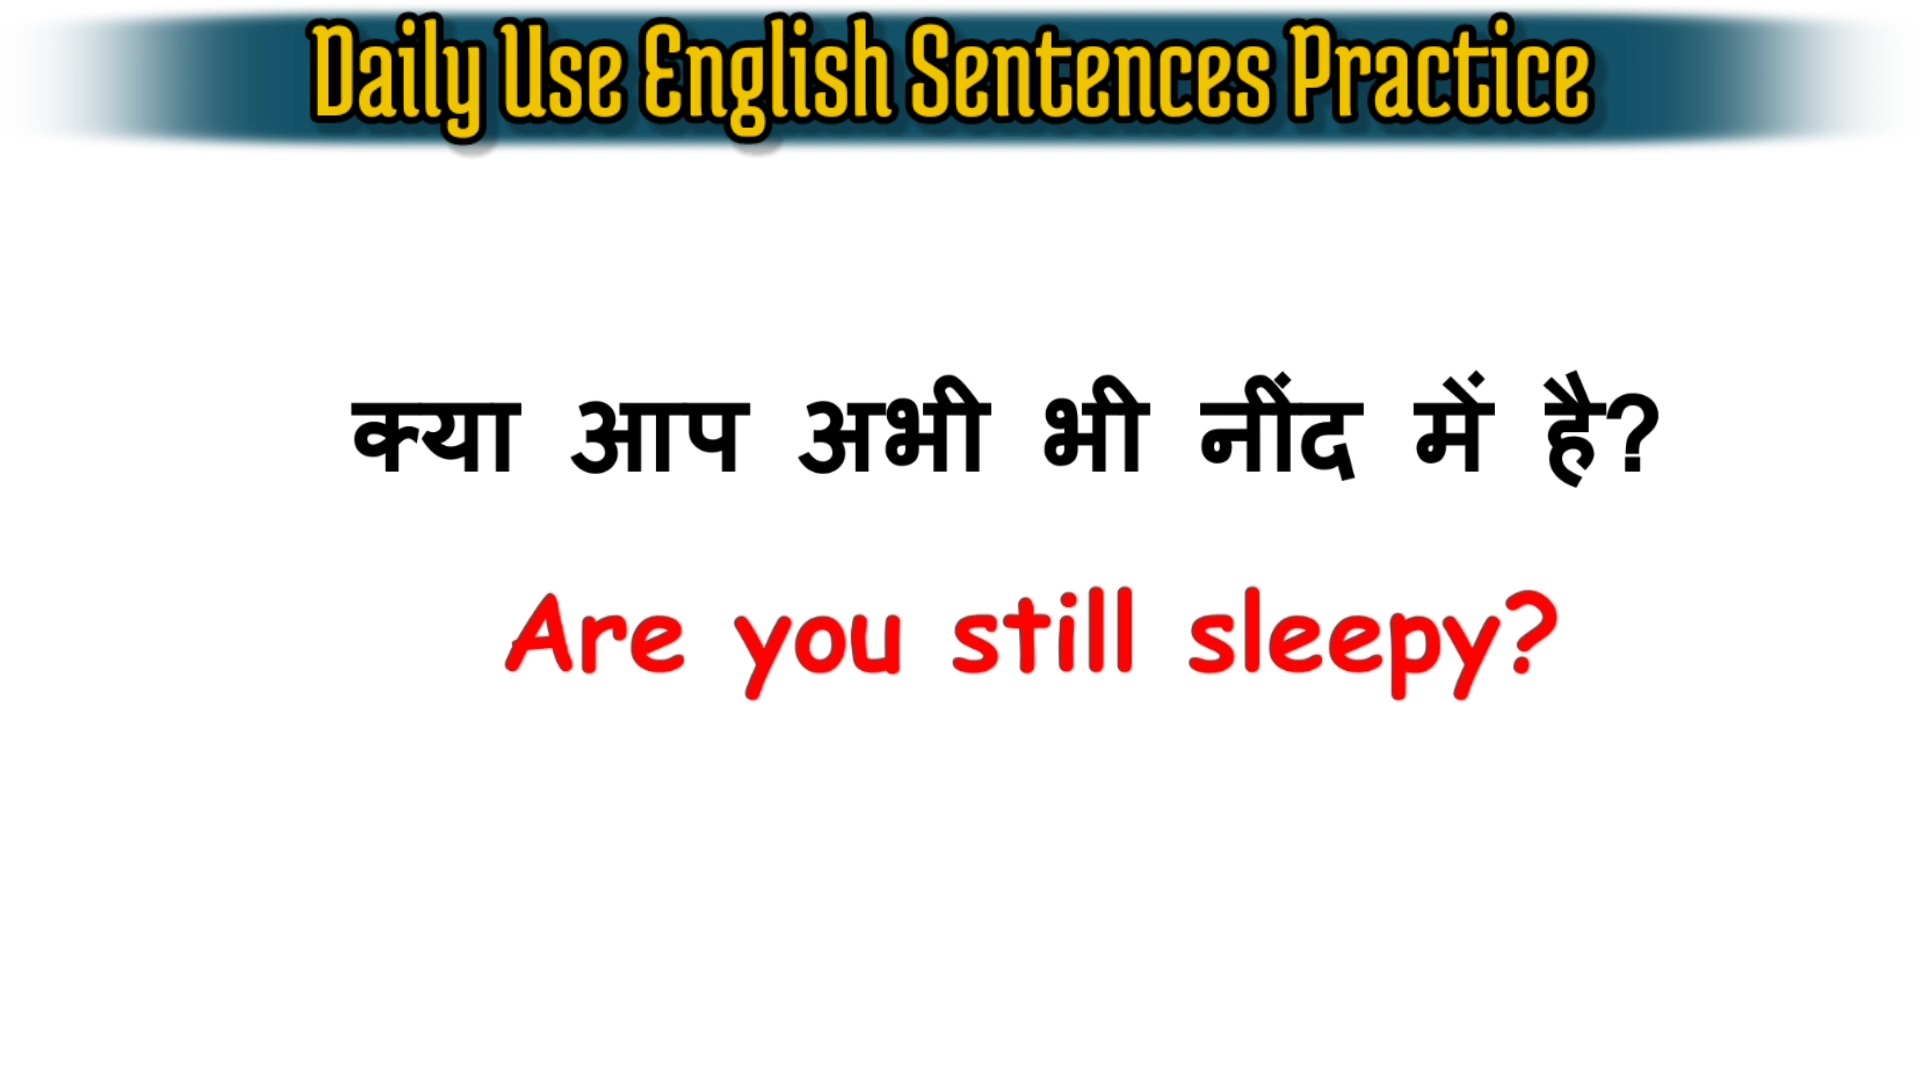 Daily Use English Sentences Practice
क्या आप अभी भी नींद में है?
Are you still sleepy?